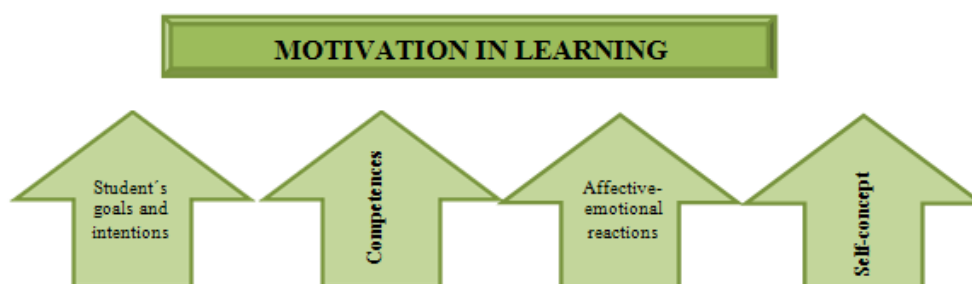 MOTIVATION IN LEARNING
Student´s
goals and
intentions
Competences
Affective-
emotional
reactions
Self-concept